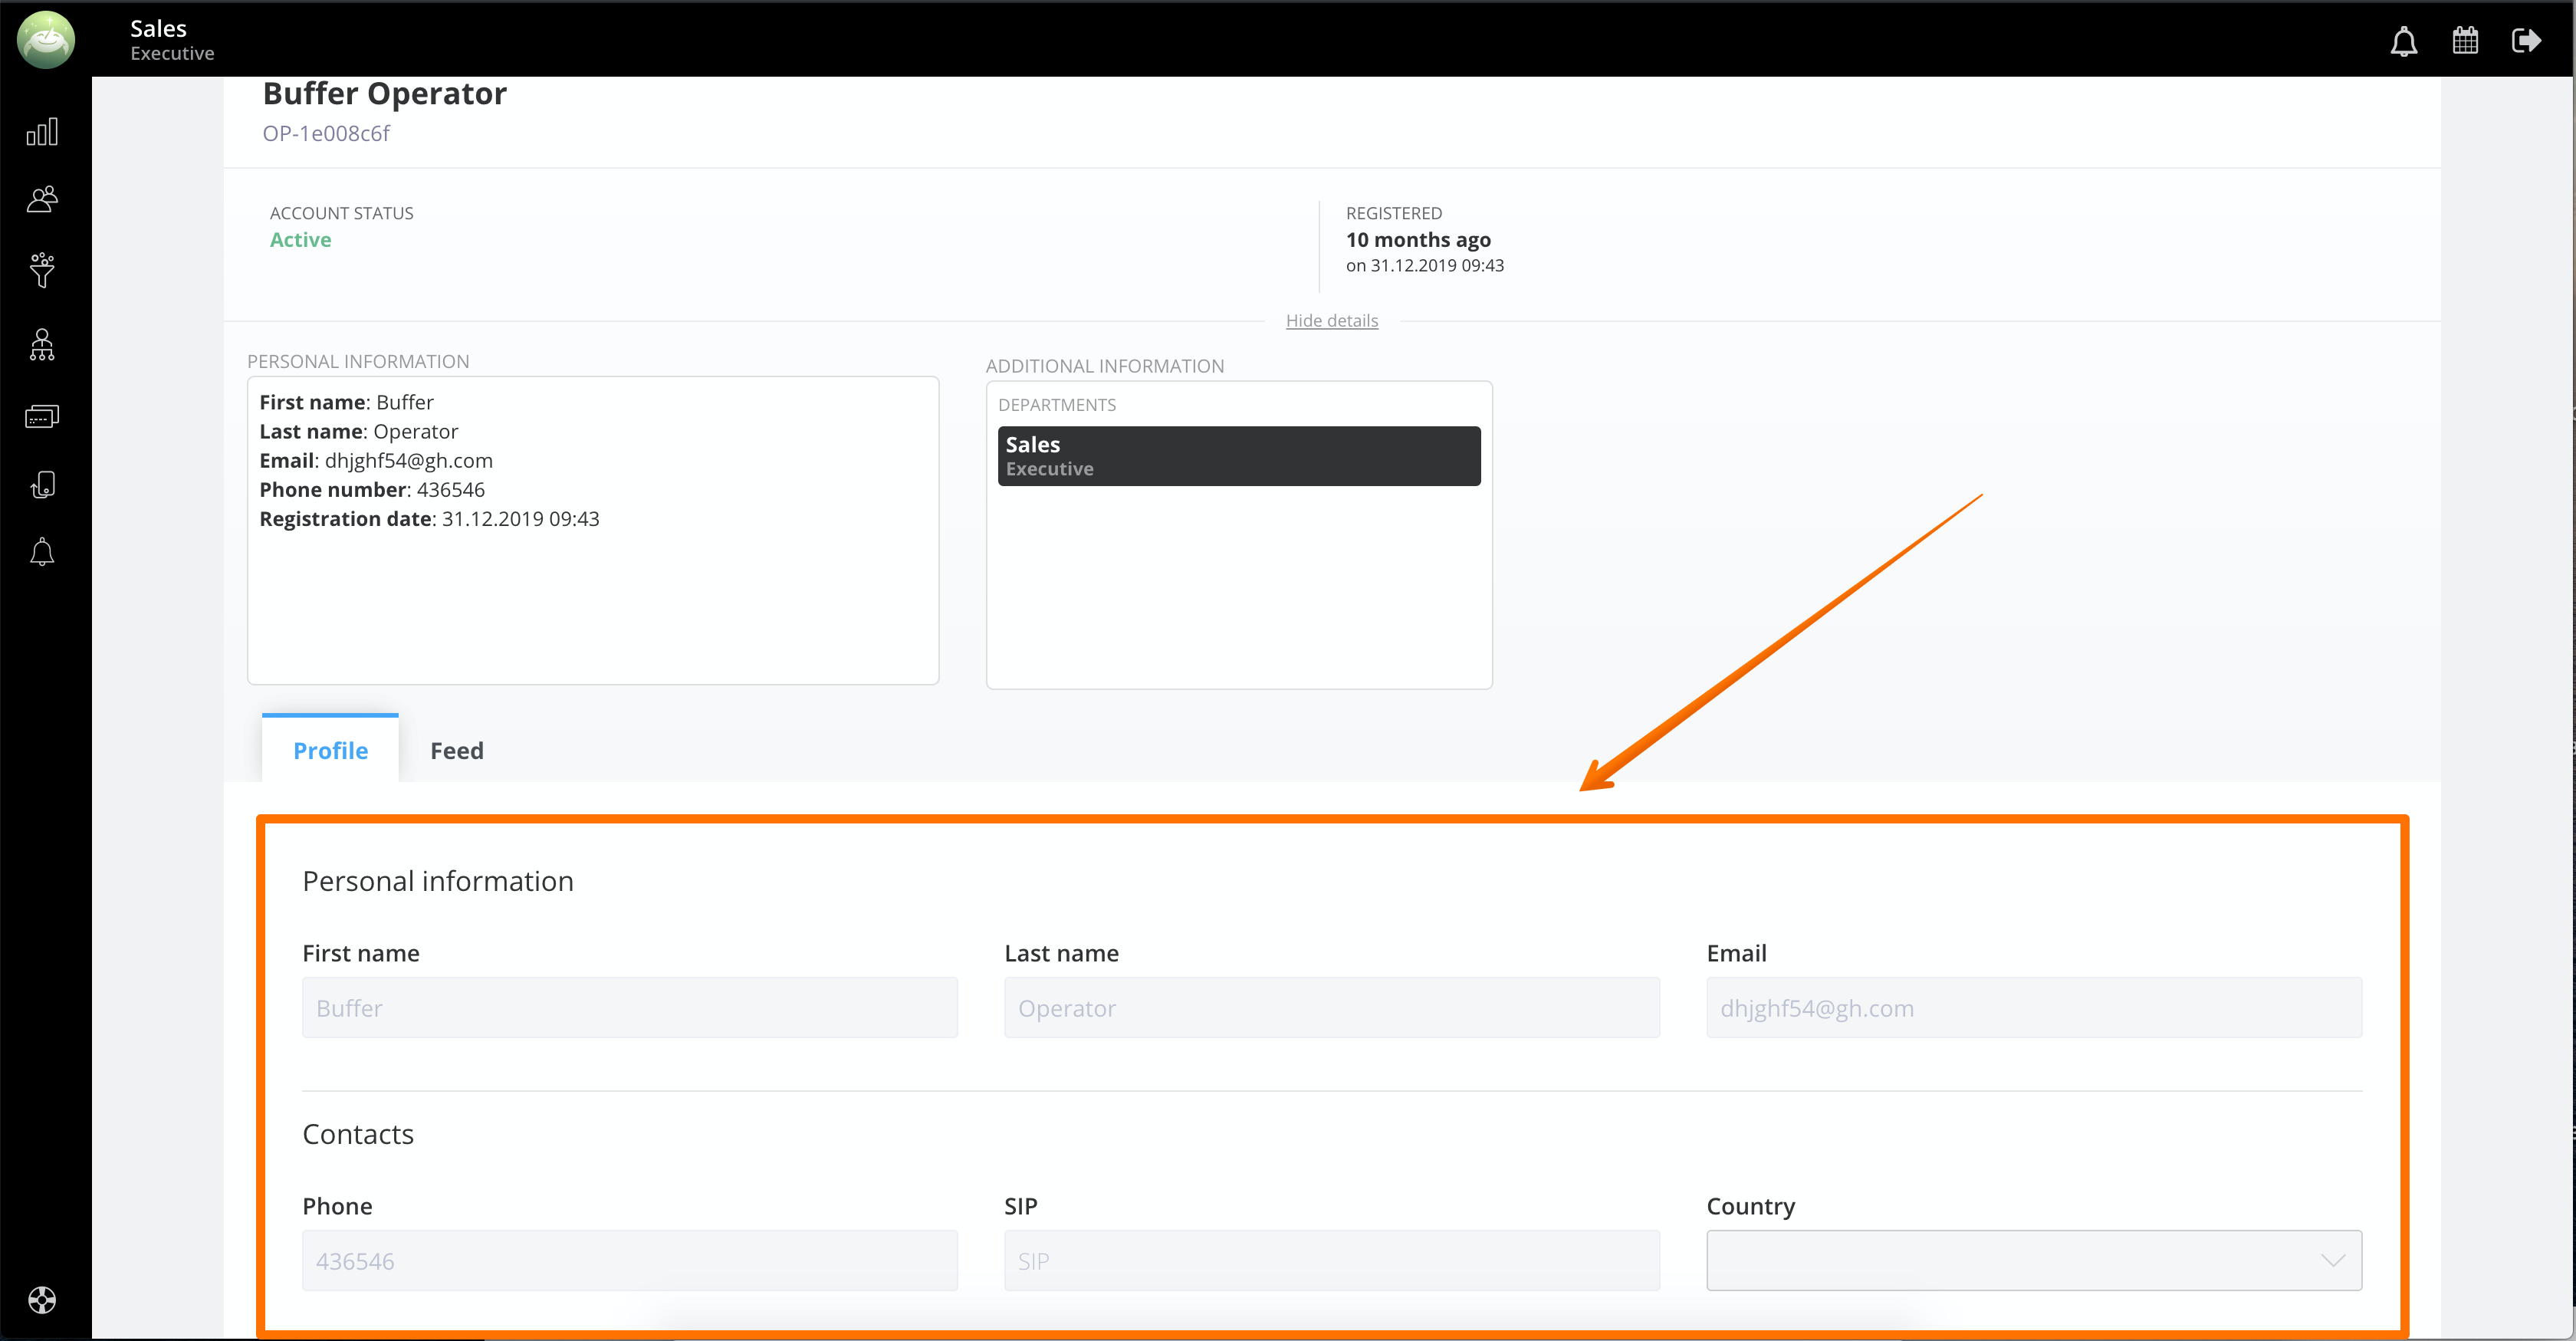 Sales
Executive
Buffer Operator
OP-1e008c6f
ACCOUNT STATUS
Active
REGISTERED
10 months ago
on 31.12.2019 09:43
Hide details
PERSONAL INFORMATION
First name: Buffer
Last name: Operator
Email: dhjghf54@gh.com
Phone number: 436546
Registration date: 31.12.2019 09:43
ADDITIONAL INFORMATION
DEPARTMENTS
Sales
Executive
Profile Feed
Personal information
First name Last name Email
Buffer Operator dhjghf54@gh.com
Contacts
Phone SIP Country
436546 SIP